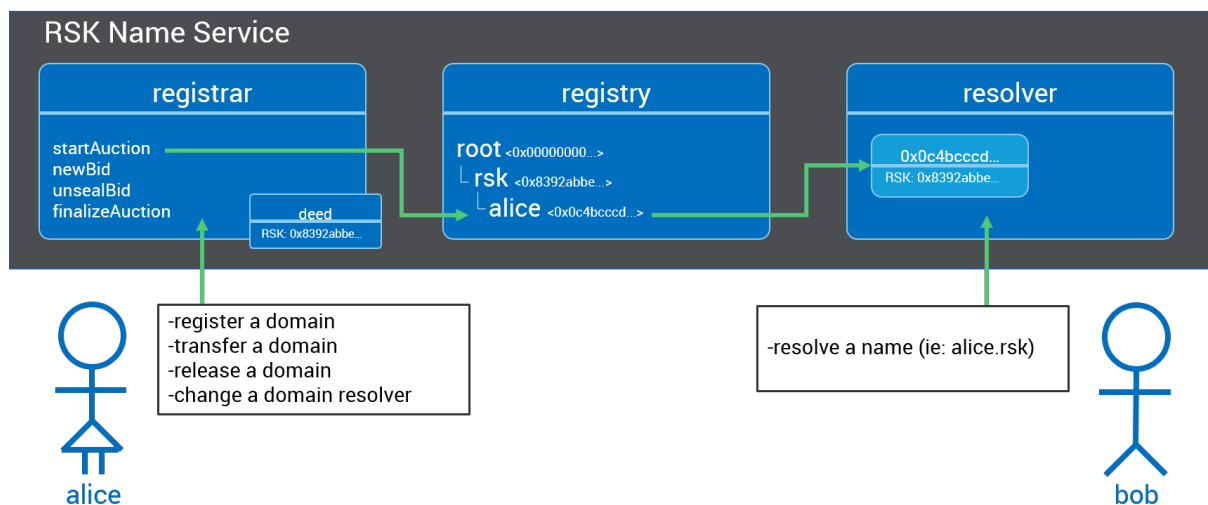 RSK Name Service
registrar
startAuction
newBid
unsealBid
finalizeAuction
deed
RSK: 0x8392abbe...
registry
root <0x00000000...>
rsk <0x8392abbe...>
alice <0x0c4bcccd...>
resolver
0x0c4bcccd...
RSK: 0x8392abbe...
-register a domain
-transfer a domain
-release a domain
-change a domain resolver
-resolve a name (ie: alice.rsk)
alice
bob